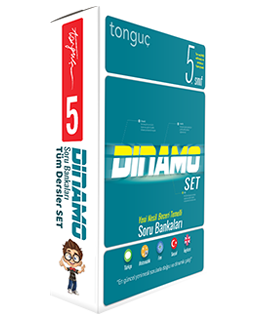 tonguç
5
DİNAMO
Soru Bankaları
Tüm Dersler SET
tonguç
5
sınıf
DİNAMO
SET
Yeni Nesil Beceri Temelli
Soru Bankaları
Türkçe
Matematik
Fen
Sosyal
İngilizce